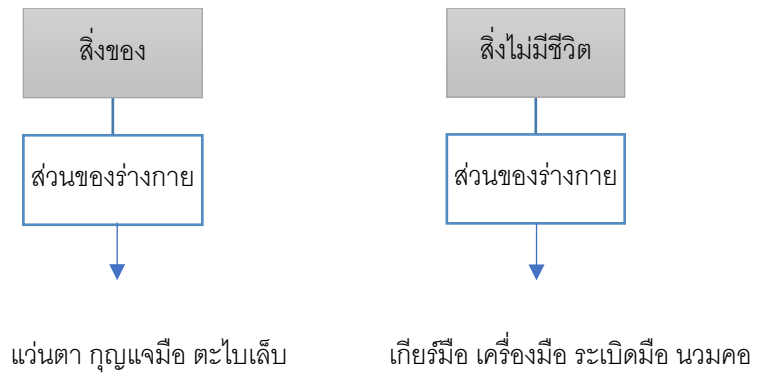 สิ่งของ
ส่วนของร่างกาย
แว่นตา กุญแจมือ ตะไบเล็บ
สิ่งไม่มีชีวิต
ส่วนของร่างกาย
เกียร์มือ เครื่องมือ ระเบิดมือ นวมคอ